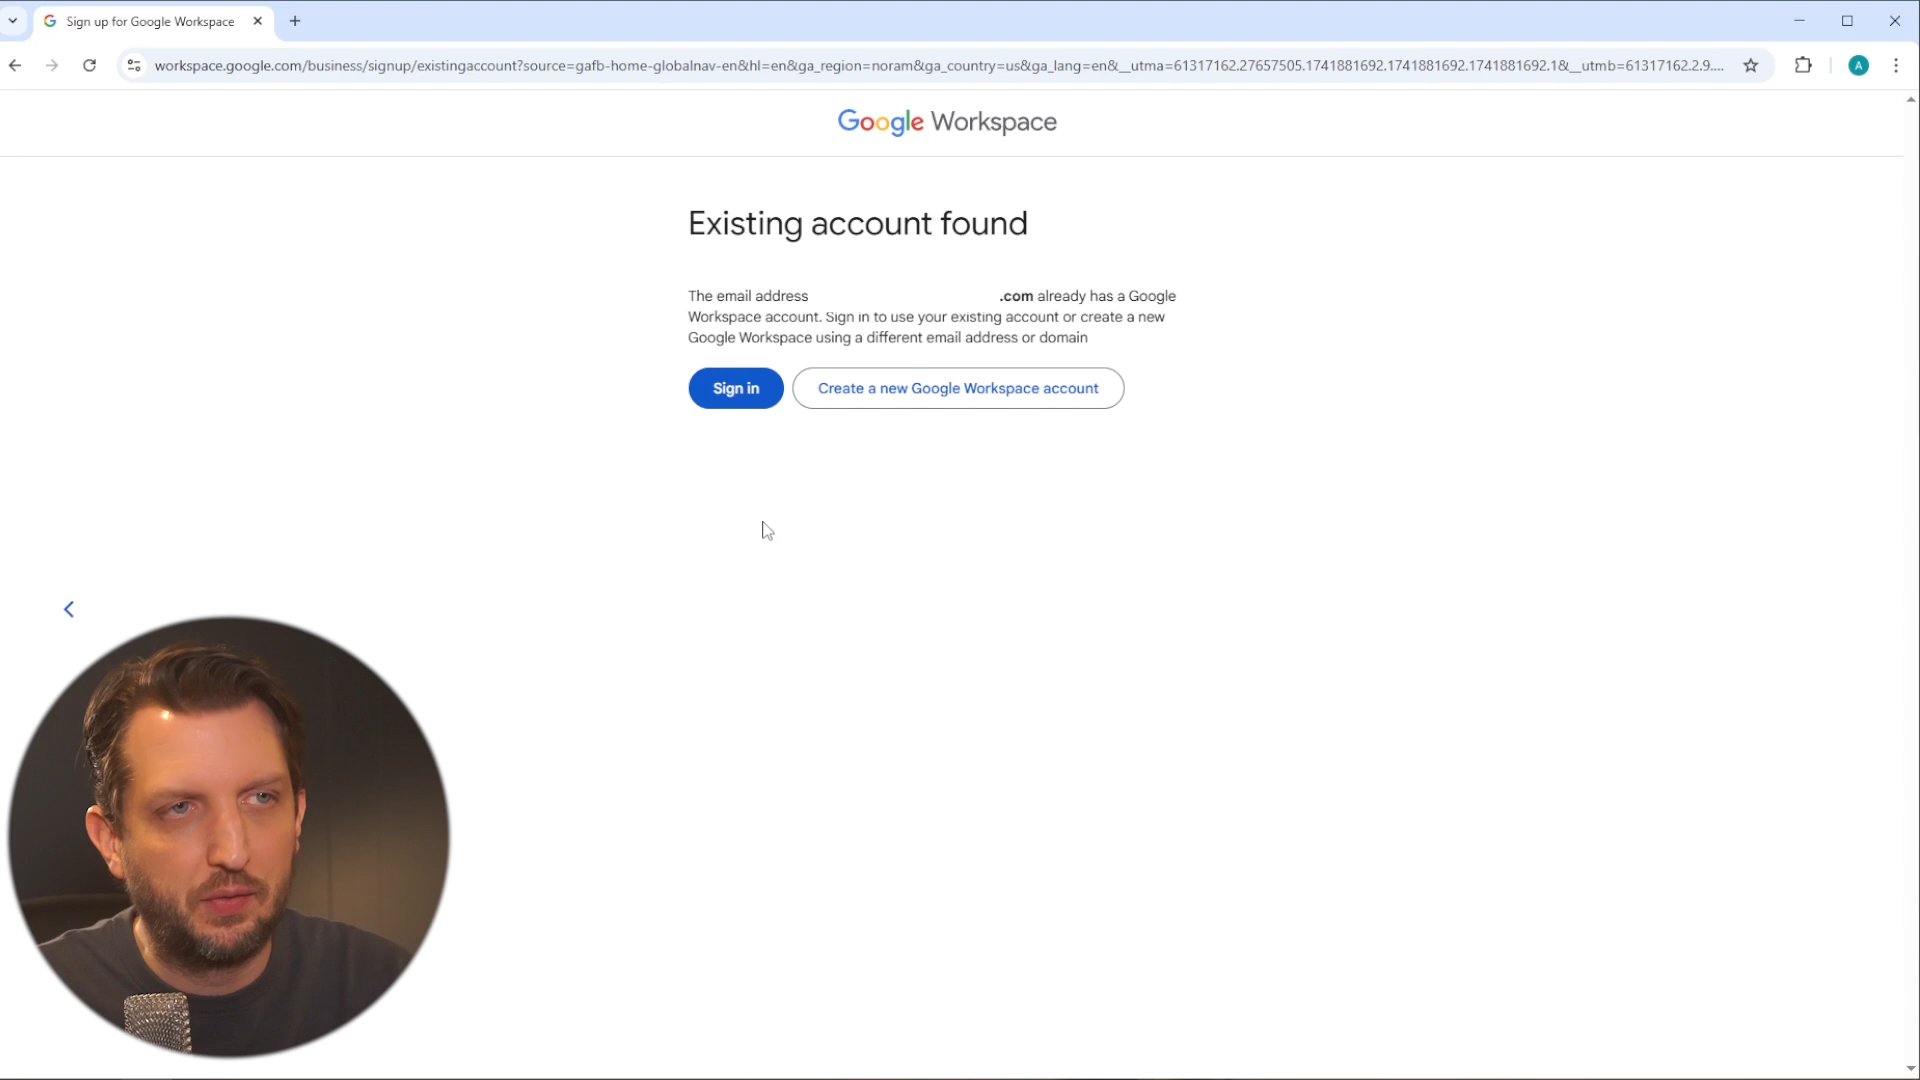 Sign up for Google Workspace
workspace.google.com/business/signup/existingaccount?source=gafb-home-globalnav-en&hl=en&ga_region=noram&ga_country=us&ga_lang=en&__utma=61317162.27657505.1741881692.1741881692.1741881692.1&__utmb=61317162.2.9....
A
Google Workspace
Existing account found
The email address .com already has a Google
Workspace account. Sign in to use your existing account or create a new
Google Workspace using a different email address or domain
Sign in
Create a new Google Workspace account